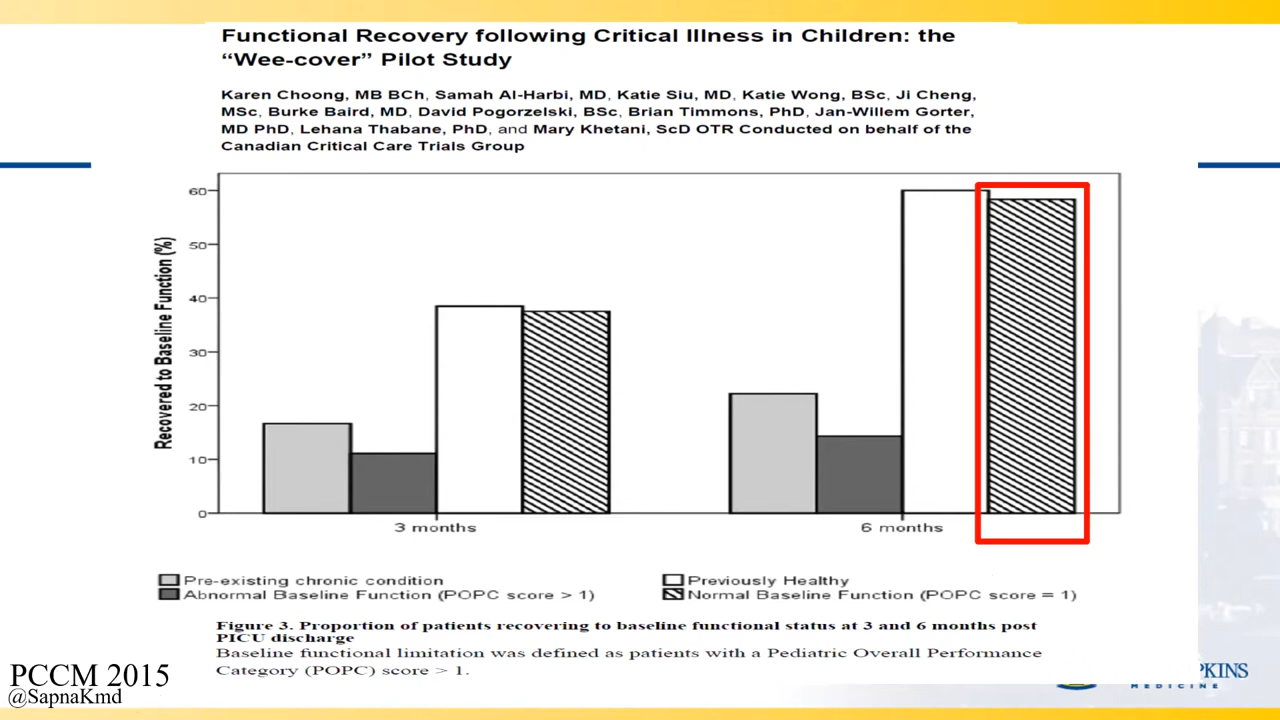 Functional Recovery following Critical Illness in Children: the
“Wee-cover” Pilot Study
Karen Choong, MB BCh, Samah Al-Harbi, MD, Katie Siu, MD, Katie Wong, BSc, Ji Cheng,
MSc, Burke Baird, MD, David Pogorzelski, BSc, Brian Timmons, PhD, Jan-Willem Gorter,
MD PhD, Lehana Thabane, PhD, and Mary Khetani, ScD OTR Conducted on behalf of the
Canadian Critical Care Trials Group
Recovered to Baseline Function (%)
60
50
40
30
20
10
0
3 months
6 months
Pre-existing chronic condition
Abnormal Baseline Function (POPC score > 1)
Previously Healthy
Normal Baseline Function (POPC score = 1)
Figure 3. Proportion of patients recovering to baseline functional status at 3 and 6 months post
PICU discharge
Baseline functional limitation was defined as patients with a Pediatric Overall Performance
Category (POPC) score > 1.
PCCM 2015
@SapnaKmd
MEDICINE